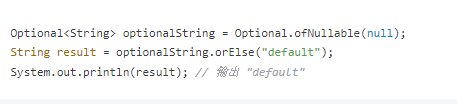 Optional<String> optionalString = Optional.ofNullable(null);
String result = optionalString.orElse("default");
System.out.println(result); // 输出 "default"